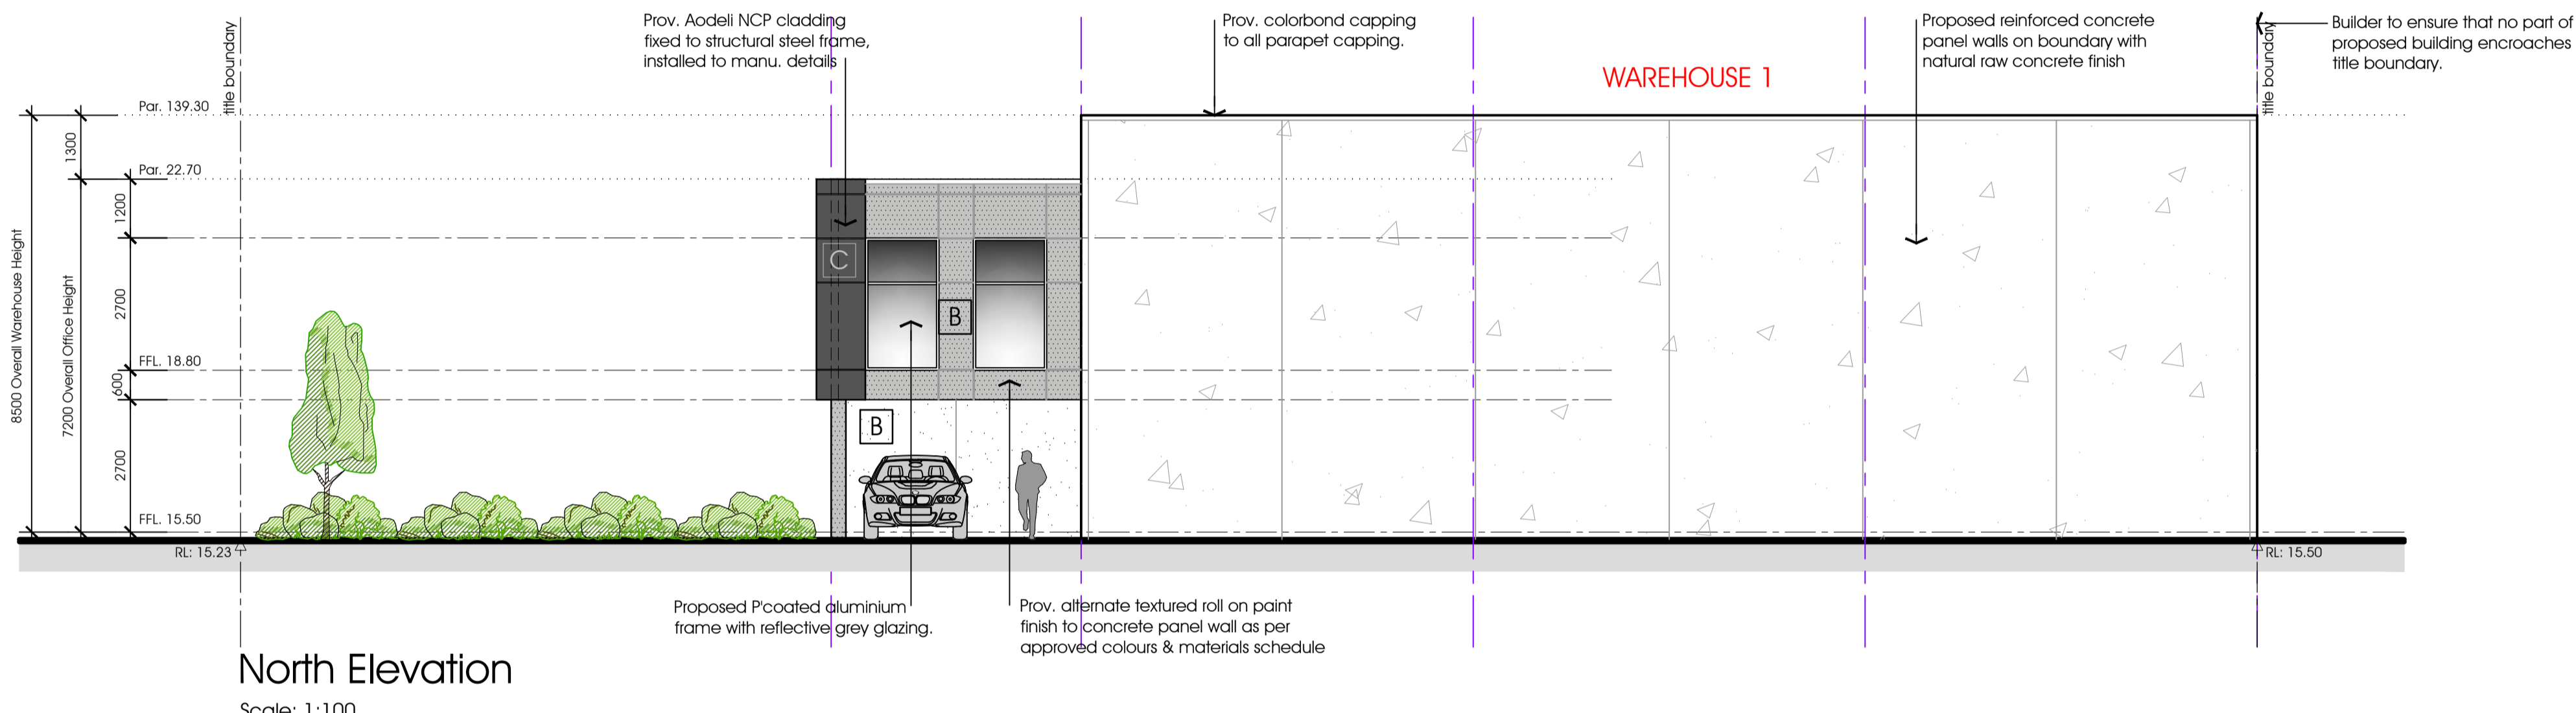 Prov. Aodeli NCP cladding
fixed to structural steel frame,
installed to manu. details
Prov. colorbond capping
to all parapet capping.
Proposed reinforced concrete
panel walls on boundary with
natural raw concrete finish
Builder to ensure that no part of
proposed building encroaches
title boundary.
title boundary
title boundary
WAREHOUSE 1
Par. 139.30
1300
Par. 22.70
1200
8500 Overall Warehouse Height
7200 Overall Office Height
2700
C
B
FFL. 18.80
600
B
2700
FFL. 15.50
RL: 15.23
RL: 15.50
Proposed P'coated aluminium
frame with reflective grey glazing.
Prov. alternate textured roll on paint
finish to concrete panel wall as per
approved colours & materials schedule
North Elevation
Scale: 1:100